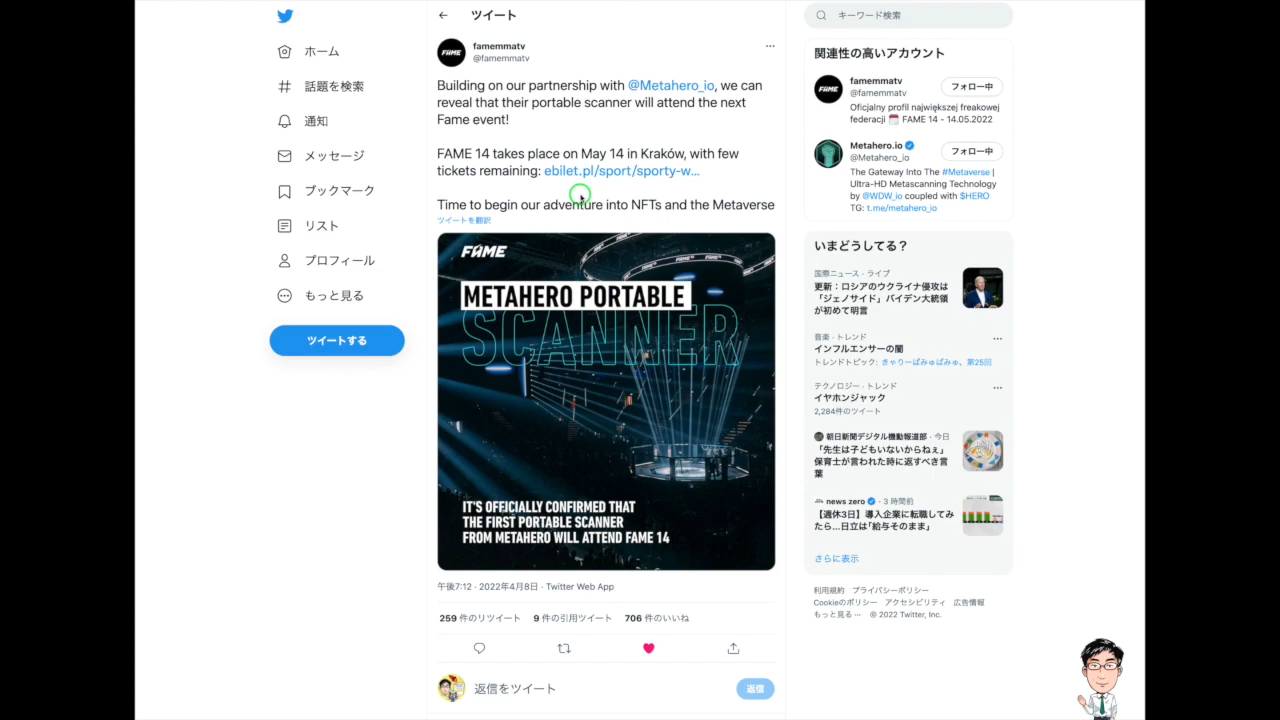 ホーム
話題を検索
通知
メッセージ
ブックマーク
リスト
プロフィール
もっと見る
ツイートする
ツイート
FAME
famemmatv
@famemmatv
Building on our partnership with @Metahero_io, we can
reveal that their portable scanner will attend the next
Fame event!
FAME 14 takes place on May 14 in Kraków, with few
tickets remaining: ebilet.pl/sport/sporty-w...
Time to begin our adventure into NFTs and the Metaverse
ツイートを翻訳
FAME
METAHERO PORTABLE
SCANNER
IT'S OFFICIALLY CONFIRMED THAT
THE FIRST PORTABLE SCANNER
FROM METAHERO WILL ATTEND FAME 14
午後7:12 · 2022年4月8日 · Twitter Web App
259 件のリツイート 9 件の引用ツイート 706 件のいいね
返信をツイート
返信
キーワード検索
関連性の高いアカウント
FAME
famemmatv
@famemmatv
フォロー中
Oficjalny profil największej freakowej
federacji FAME 14 - 14.05.2022
Metahero.io
@Metahero_io
フォロー中
The Gateway Into The #Metaverse |
Ultra-HD Metascanning Technology
by @WDW_io coupled with $HERO
TG: t.me/metahero_io
いまどうしてる？
国際ニュース · ライブ
更新：ロシアのウクライナ侵攻は
「ジェノサイド」バイデン大統領
が初めて明言
音楽 · トレンド
インフルエンサーの闇
トレンドトピック: きゃりーぱみゅぱみゅ、第25回
テクノロジー · トレンド
イヤホンジャック
2,284件のツイート
朝日新聞デジタル機動報道部 · 今日
「先生は子どもいないからねぇ」
保育士が言われた時に返すべき言
葉
news zero · 3 時間前
【週休3日】導入企業に転職してみ
たら…日立は「給与そのまま」
さらに表示
利用規約 プライバシーポリシー
Cookieのポリシー アクセシビリティ 広告情報
もっと見る ··· © 2022 Twitter, Inc.